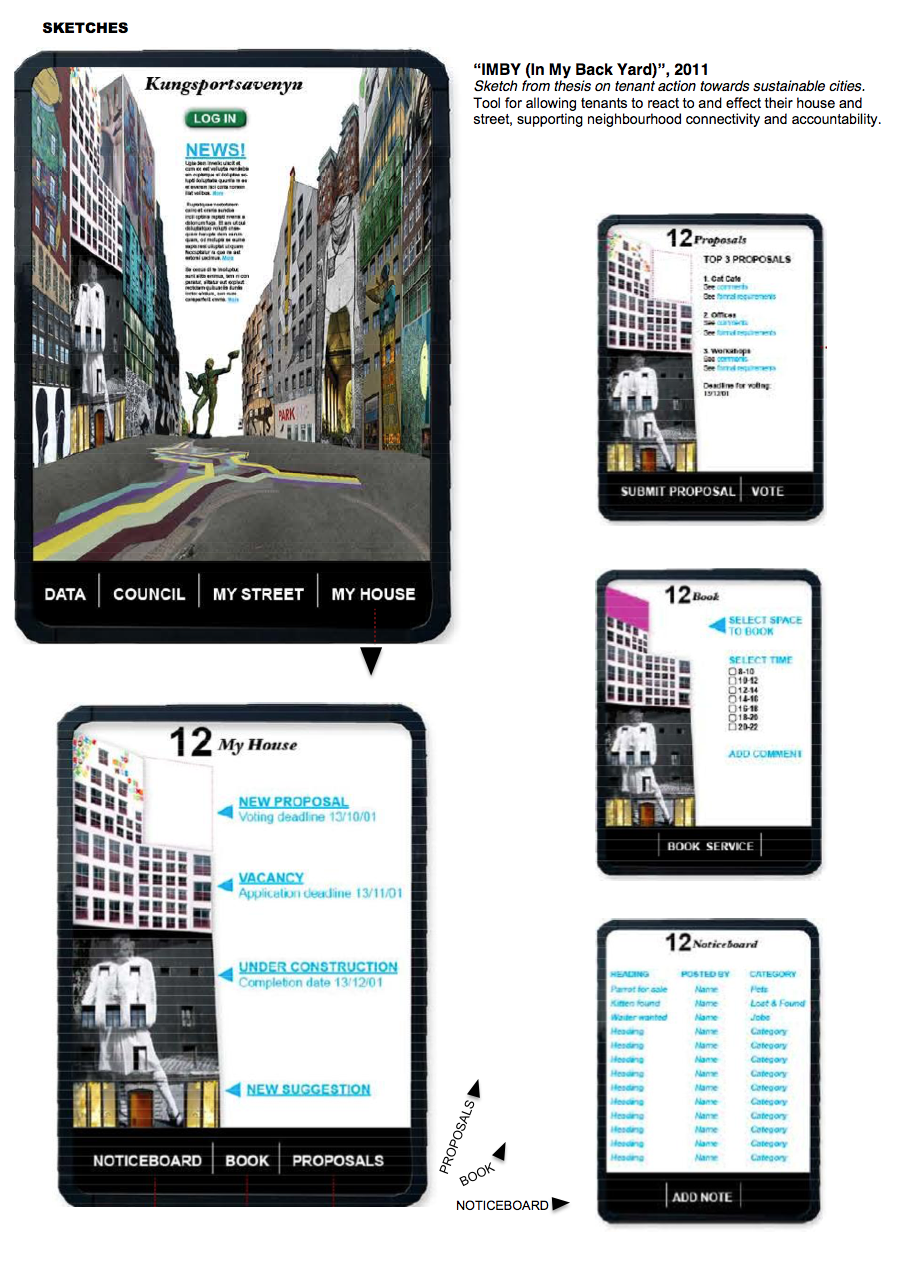 SKETCHES
“IMBY (In My Back Yard)”, 2011
Sketch from thesis on tenant action towards sustainable cities.
Tool for allowing tenants to react to and effect their house and
street, supporting neighbourhood connectivity and accountability.
Kungsportsavenyn
LOG IN
NEWS!
More
More
More
PARK
DATA
COUNCIL
MY STREET
MY HOUSE
12 My House
NEW PROPOSAL
Voting deadline 13/10/01
VACANCY
Application deadline 13/11/01
UNDER CONSTRUCTION
Completion date 13/12/01
NEW SUGGESTION
NOTICEBOARD
BOOK
PROPOSALS
PROPOSALS
BOOK
NOTICEBOARD
12 Proposals
TOP 3 PROPOSALS
1. Cat Cafe
See comments
See formal requirements
2. Offices
See comments
See formal requirements
3. Workshops
See comments
See formal requirements
Deadline for voting:
SUBMIT PROPOSAL
VOTE
12 Book
SELECT SPACE
TO BOOK
SELECT TIME
8-10
10-12
12-14
14-16
16-18
18-20
20-22
ADD COMMENT
BOOK SERVICE
12 Noticeboard
HEADING POSTED BY CATEGORY
Parrot for sale Name Pets
Kitten found Name Lost & Found
Waiter wanted Name Jobs
Heading Name Category
Heading Name Category
Heading Name Category
Heading Name Category
Heading Name Category
Heading Name Category
Heading Name Category
Heading Name Category
Heading Name Category
Heading Name Category
ADD NOTE